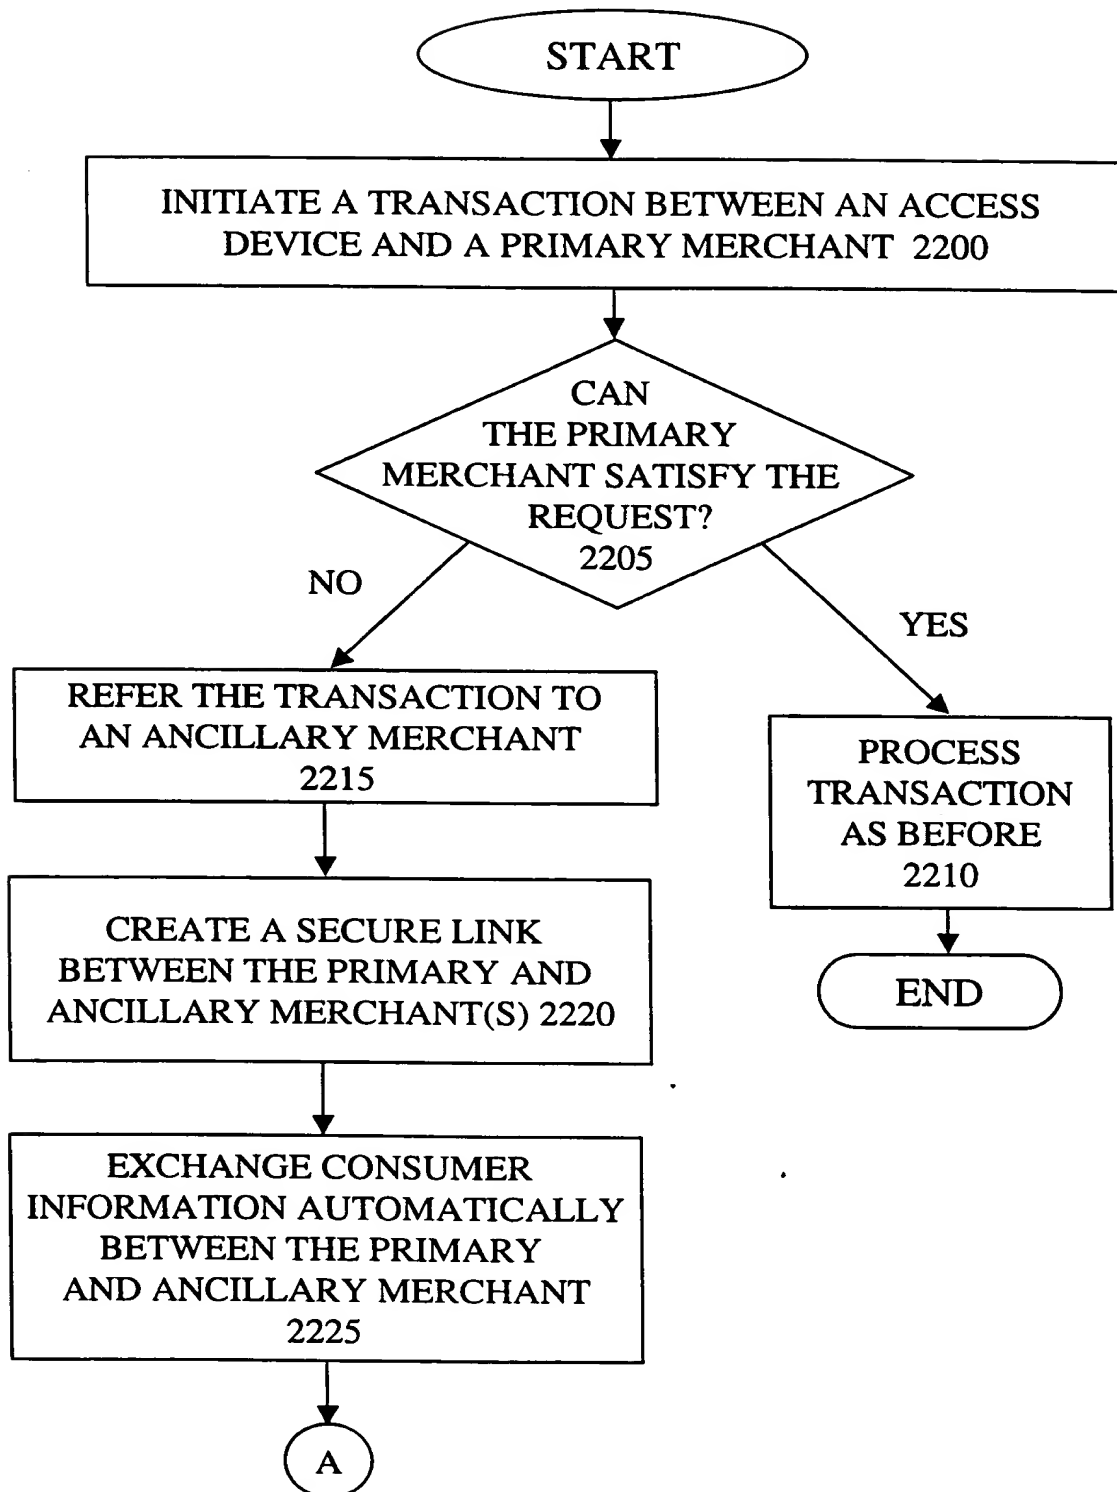 START
INITIATE A TRANSACTION BETWEEN AN ACCESS
DEVICE AND A PRIMARY MERCHANT 2200
CAN
THE PRIMARY
MERCHANT SATISFY THE
REQUEST?
2205
NO
YES
REFER THE TRANSACTION TO
AN ANCILLARY MERCHANT
2215
PROCESS
TRANSACTION
AS BEFORE
2210
CREATE A SECURE LINK
BETWEEN THE PRIMARY AND
ANCILLARY MERCHANT(S) 2220
END
EXCHANGE CONSUMER
INFORMATION AUTOMATICALLY
BETWEEN THE PRIMARY
AND ANCILLARY MERCHANT
2225
A